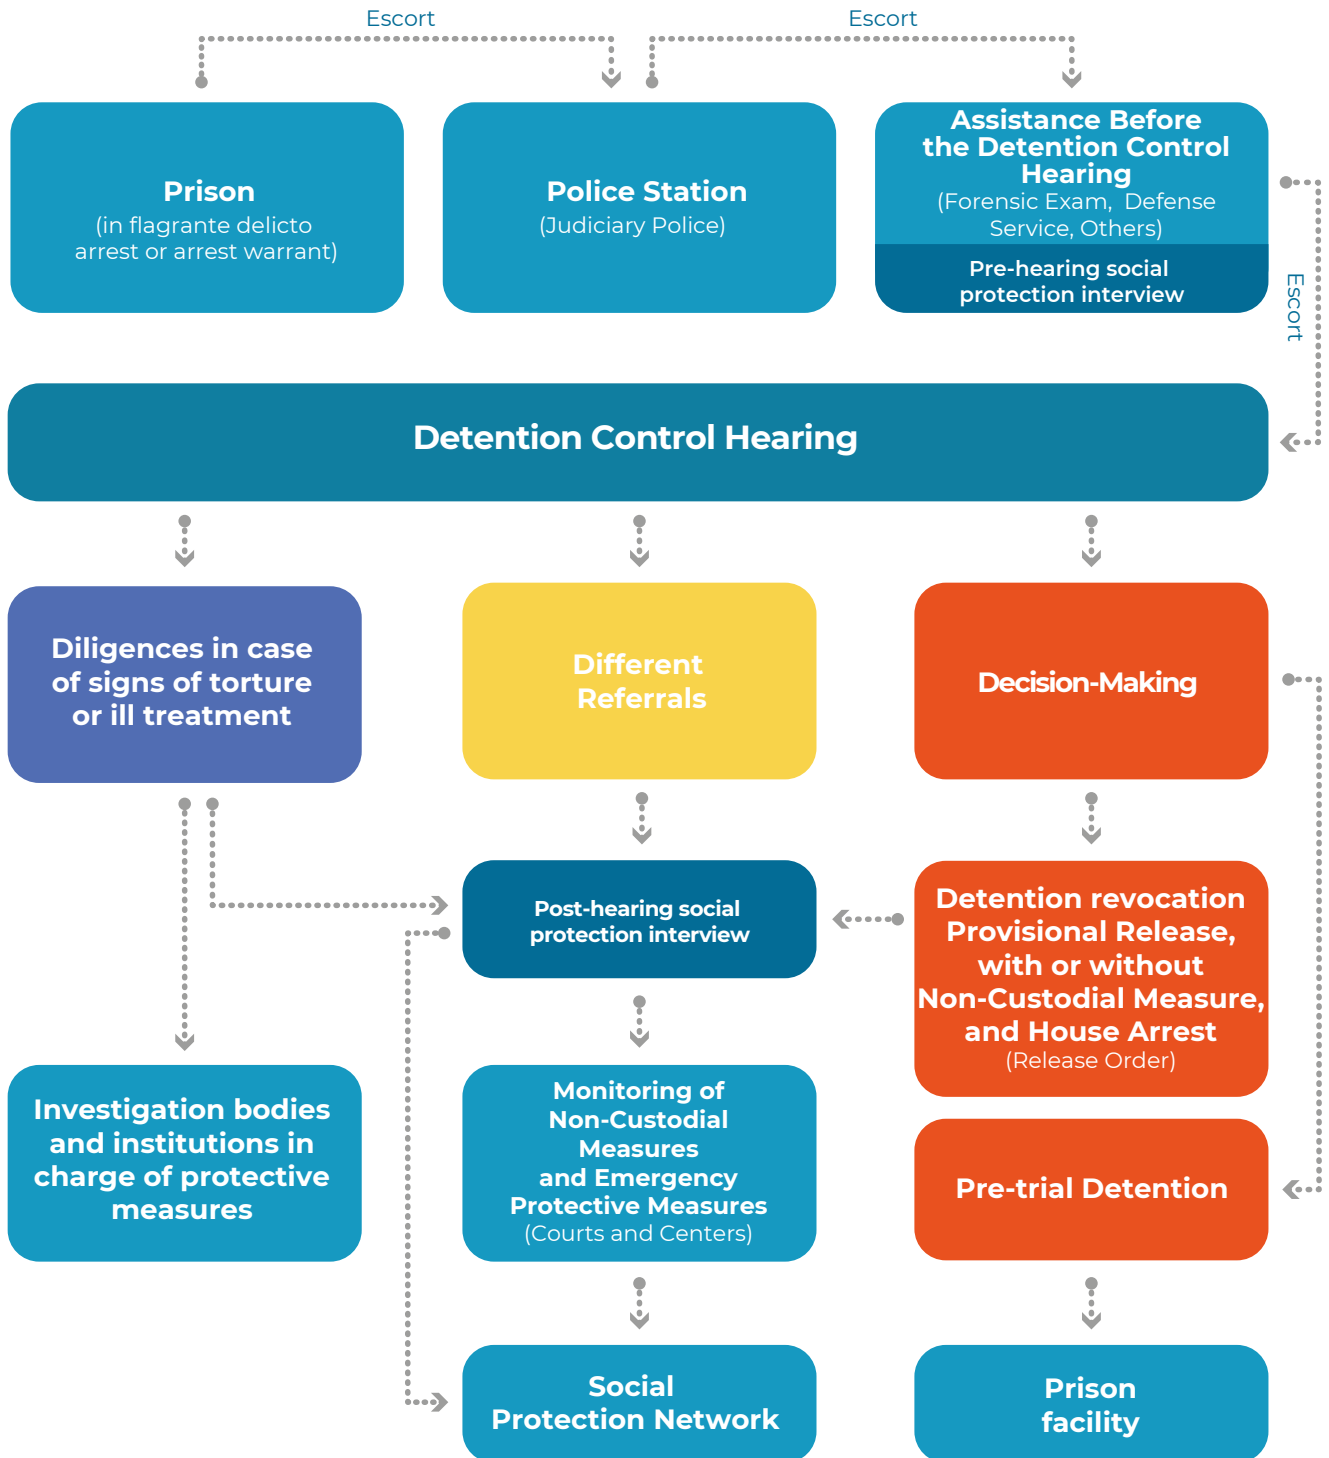 Escort
Escort
Prison
(in flagrante delicto
arrest or arrest warrant)
Police Station
(Judiciary Police)
Assistance Before
the Detention Control
Hearing
(Forensic Exam, Defense
Service, Others)
Pre-hearing social
protection interview
Escort
Detention Control Hearing
Diligences in case
of signs of torture
or ill treatment
Different
Referrals
Decision-Making
Post-hearing social
protection interview
Detention revocation
Provisional Release,
with or without
Non-Custodial Measure,
and House Arrest
(Release Order)
Investigation bodies
and institutions in
charge of protective
measures
Monitoring of
Non-Custodial
Measures
and Emergency
Protective Measures
(Courts and Centers)
Pre-trial Detention
Social
Protection Network
Prison
facility